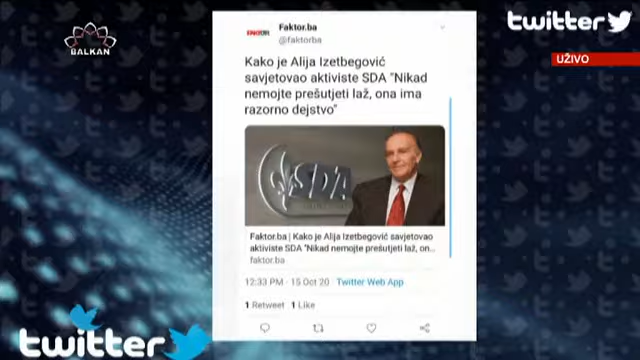 BALKAN
twitter
UŽIVO
FAKTOR
Faktor.ba
@faktorba
Kako je Alija Izetbegović
savjetovao aktiviste SDA "Nikad
nemojte prešutjeti laž, ona ima
razorno dejstvo"
SDA
Faktor.ba | Kako je Alija Izetbegović savjetovao
aktiviste SDA "Nikad nemojte prešutjeti laž, on...
faktor.ba
12:33 PM · 15 Oct 20 Twitter Web App
1 Retweet 1 Like
twitter